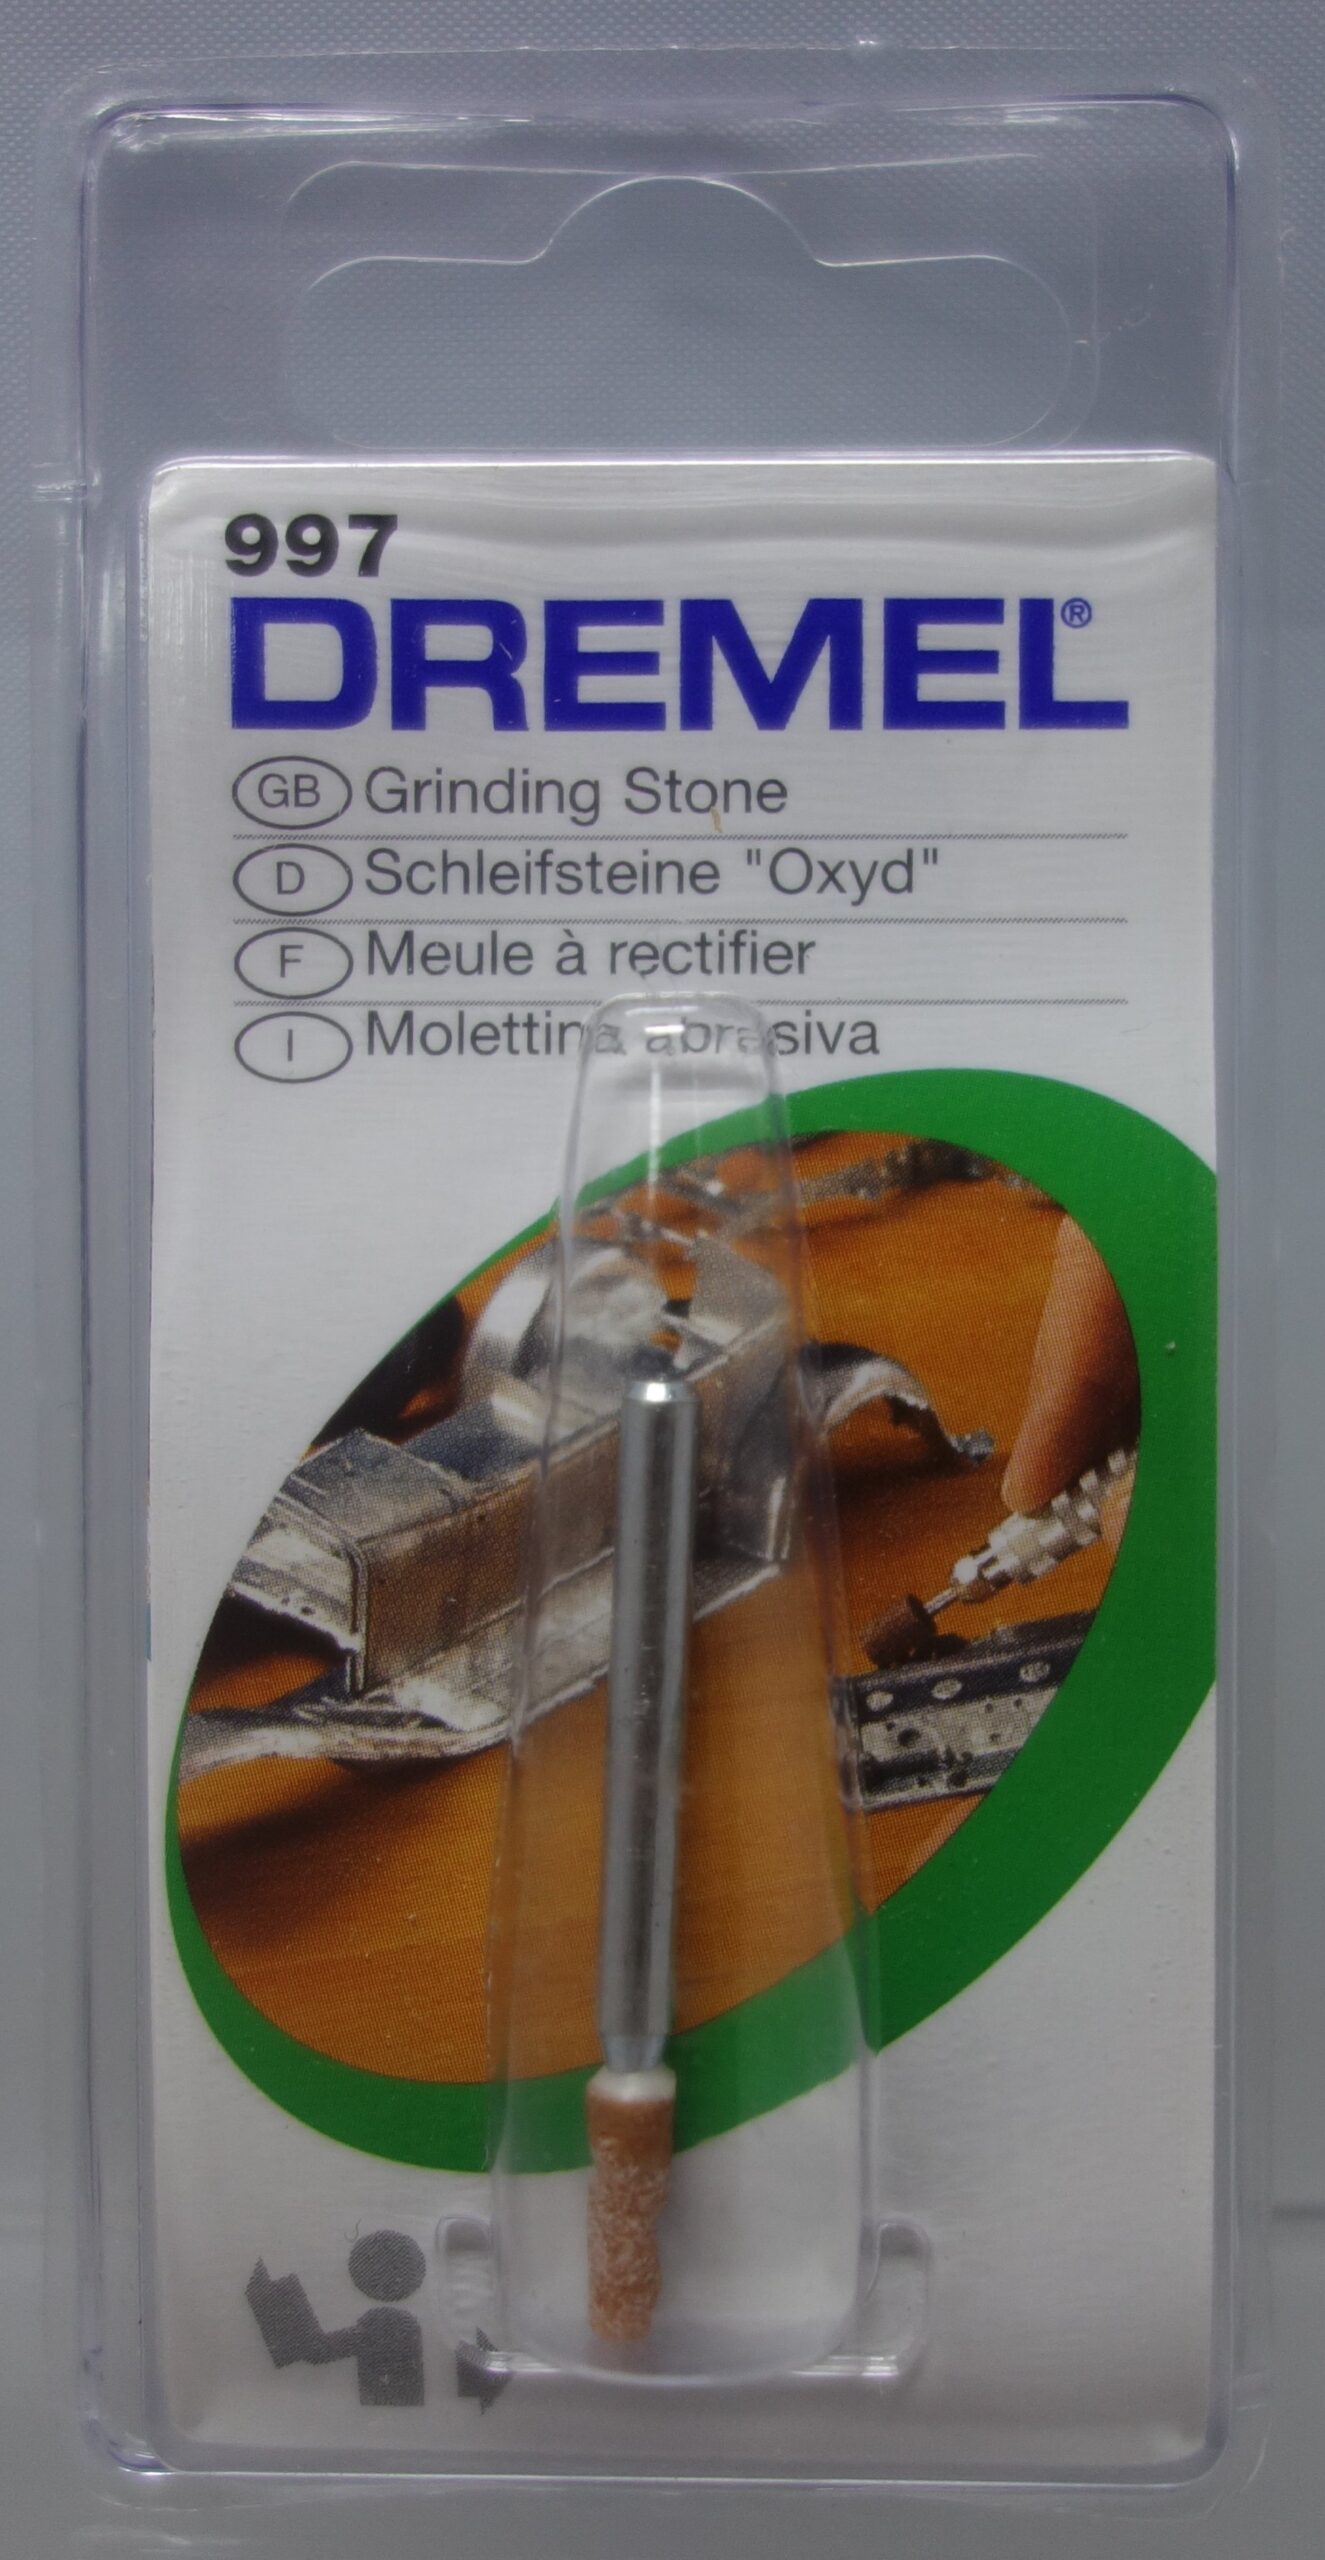 997
DREMEL®
GB Grinding Stone
D Schleifsteine "Oxyd"
F Meule à rectifier
I Molettina abrasiva